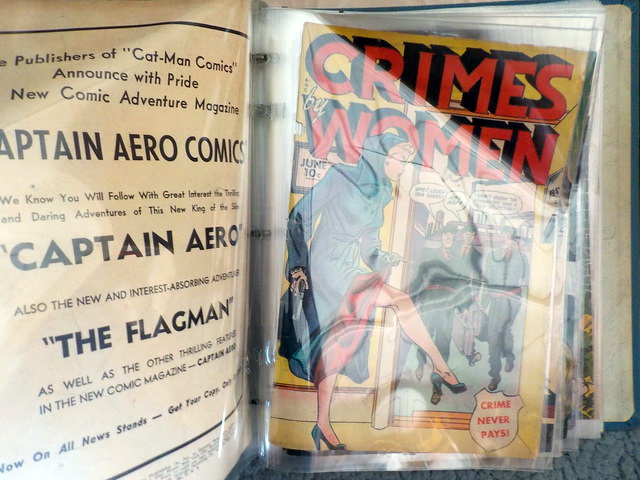 e Publishers of "Cat-Man Comics"
Announce with Pride
New Comic Adventure Magazine
APTAIN AERO COMICS
We Know You Will Follow With Great Interest the Thrilling
and Daring Adventures of This New King of the Skies
"CAPTAIN AERO"
ALSO THE NEW AND INTEREST-ABSORBING ADVENTURES
"THE FLAGMAN"
AS WELL AS THE OTHER THRILLING FEATURES
IN THE NEW COMIC MAGAZINE — CAPTAIN AERO
Now On All News Stands — Get Your Copy, Only
CRIMES
by
WOMEN
JUNE
10c
CRIME
NEVER
PAYS!